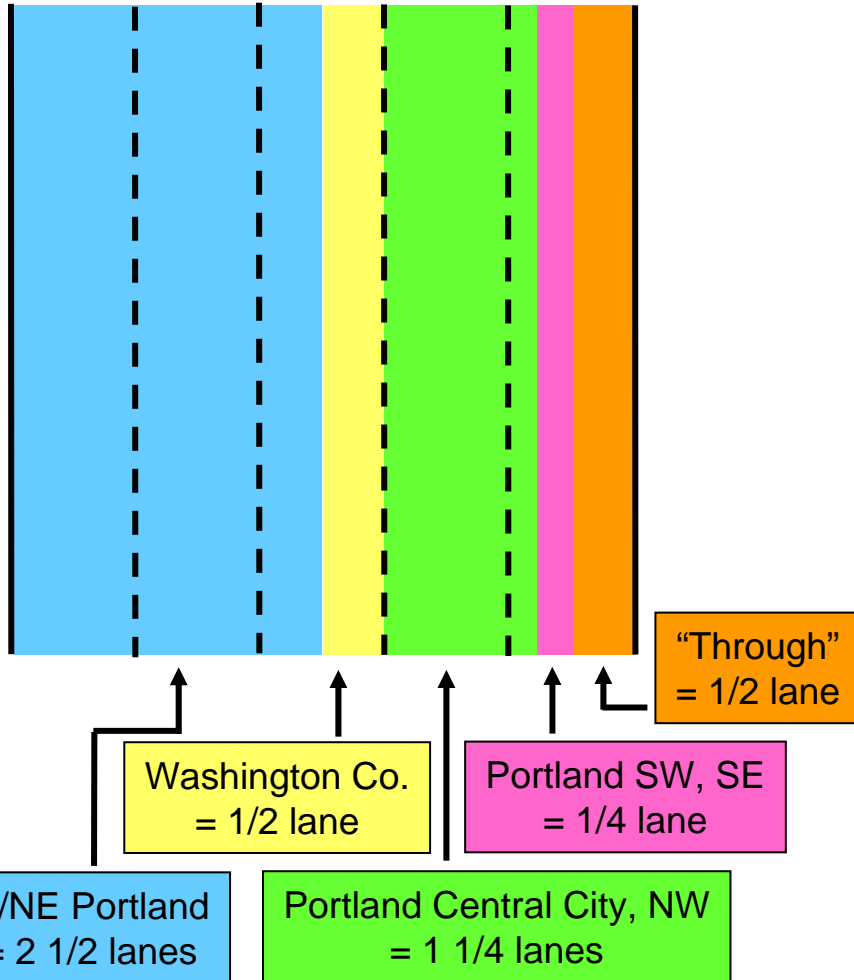 “Through”
= 1/2 lane
Washington Co.
= 1/2 lane
Portland SW, SE
= 1/4 lane
/NE Portland
= 2 1/2 lanes
Portland Central City, NW
= 1 1/4 lanes